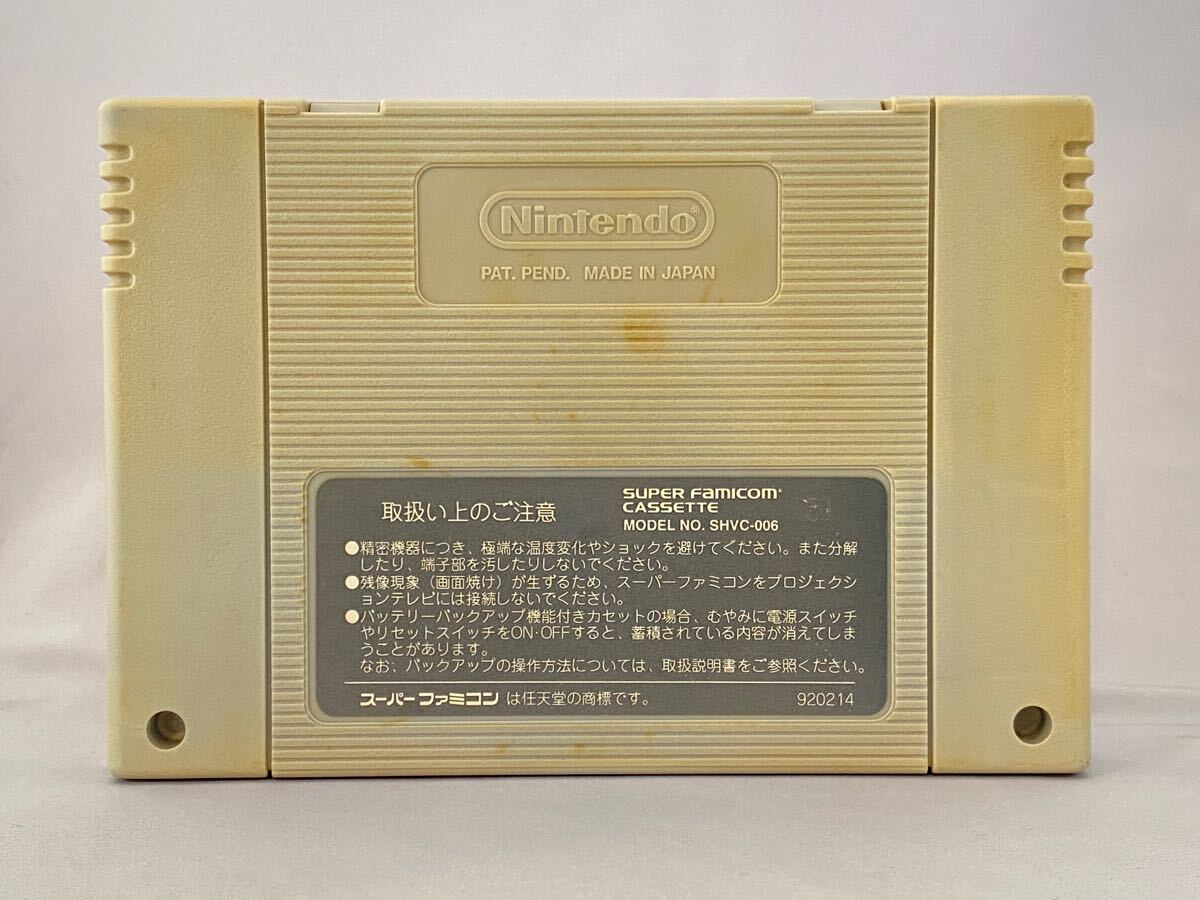 Nintendo®
PAT. PEND. MADE IN JAPAN
取扱い上のご注意
SUPER FAMICOM
CASSETTE
MODEL NO. SHVC-006
●精密機器につき、極端な温度変化やショックを避けてください。また分解
したり、端子部を汚したりしないでください。
●残像現象（画面焼け）が生ずるため、スーパーファミコンをプロジェクシ
ョンテレビには接続しないでください。
●バッテリーバックアップ機能付きカセットの場合、むやみに電源スイッチ
やリセットスイッチをON·OFFすると、蓄積されている内容が消えてしま
うことがあります。
なお、バックアップの操作方法については、取扱説明書をご参照ください。
スーパーファミコン は任天堂の商標です。
920214